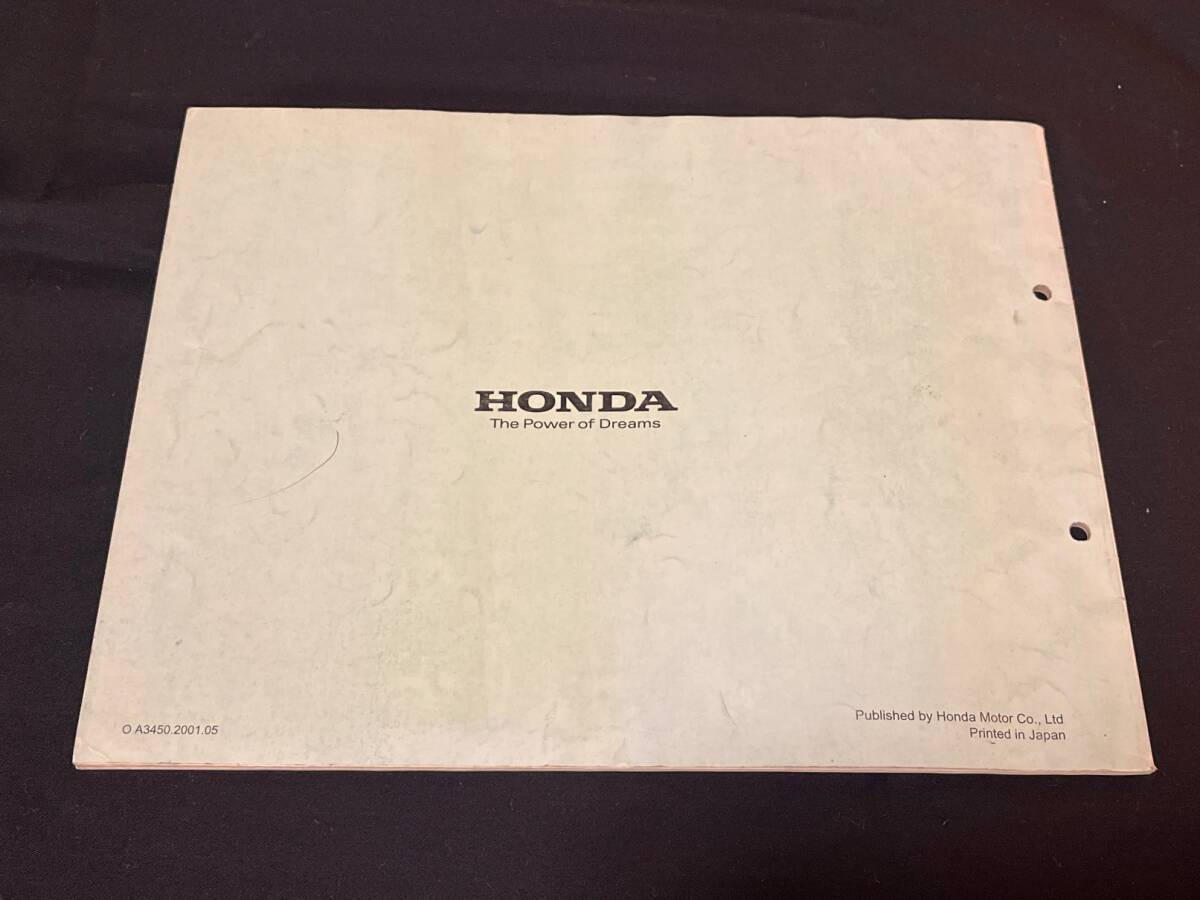 HONDA
The Power of Dreams
O A3450.2001.05
Published by Honda Motor Co., Ltd
Printed in Japan